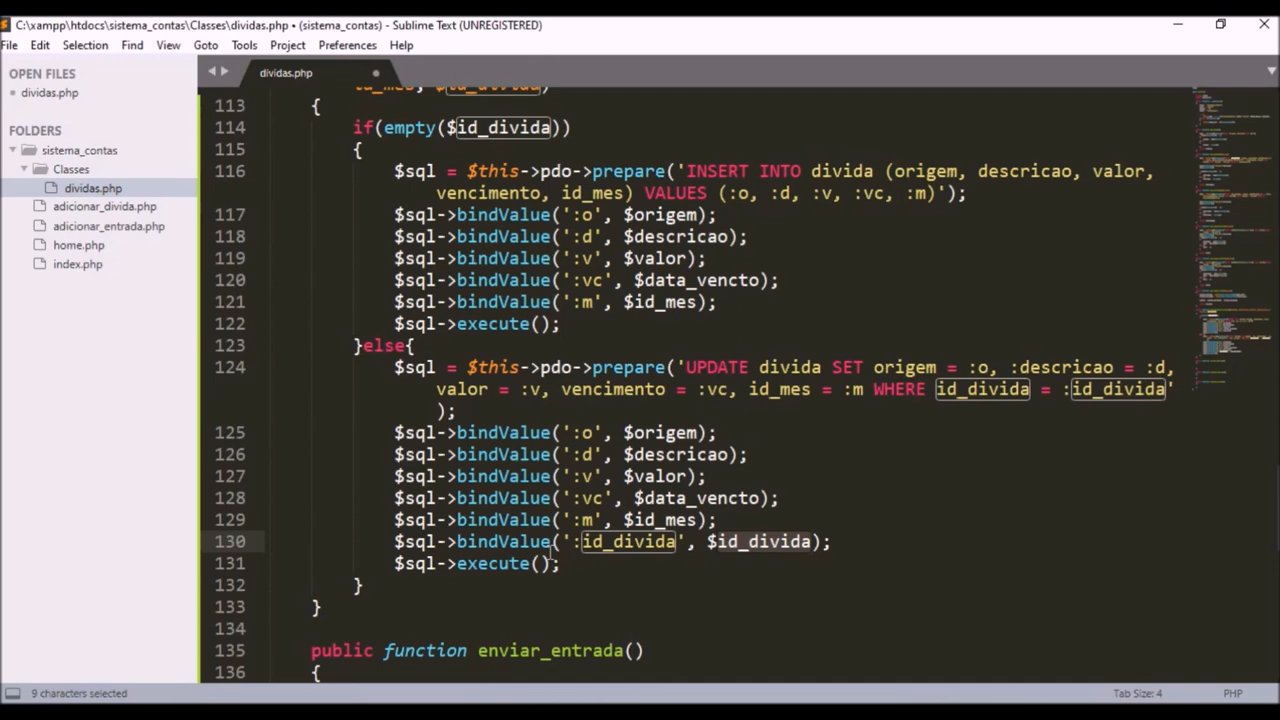 C:\xampp\htdocs\sistema_contas\Classes\dividas.php • (sistema_contas) - Sublime Text (UNREGISTERED)
File Edit Selection Find View Goto Tools Project Preferences Help
OPEN FILES
dividas.php
FOLDERS
sistema_contas
Classes
dividas.php
adicionar_divida.php
adicionar_entrada.php
home.php
index.php
dividas.php
id_mes, $id_divida)
113 {
114 if(empty($id_divida))
115 {
116 $sql = $this->pdo->prepare('INSERT INTO divida (origem, descricao, valor,
vencimento, id_mes) VALUES (:o, :d, :v, :vc, :m)');
117 $sql->bindValue(':o', $origem);
118 $sql->bindValue(':d', $descricao);
119 $sql->bindValue(':v', $valor);
120 $sql->bindValue(':vc', $data_vencto);
121 $sql->bindValue(':m', $id_mes);
122 $sql->execute();
123 }else{
124 $sql = $this->pdo->prepare('UPDATE divida SET origem = :o, :descricao = :d,
valor = :v, vencimento = :vc, id_mes = :m WHERE id_divida = :id_divida'
);
125 $sql->bindValue(':o', $origem);
126 $sql->bindValue(':d', $descricao);
127 $sql->bindValue(':v', $valor);
128 $sql->bindValue(':vc', $data_vencto);
129 $sql->bindValue(':m', $id_mes);
130 $sql->bindValue(':id_divida', $id_divida);
131 $sql->execute();
132 }
133 }
134
135 public function enviar_entrada()
136 {
9 characters selected
Tab Size: 4
PHP